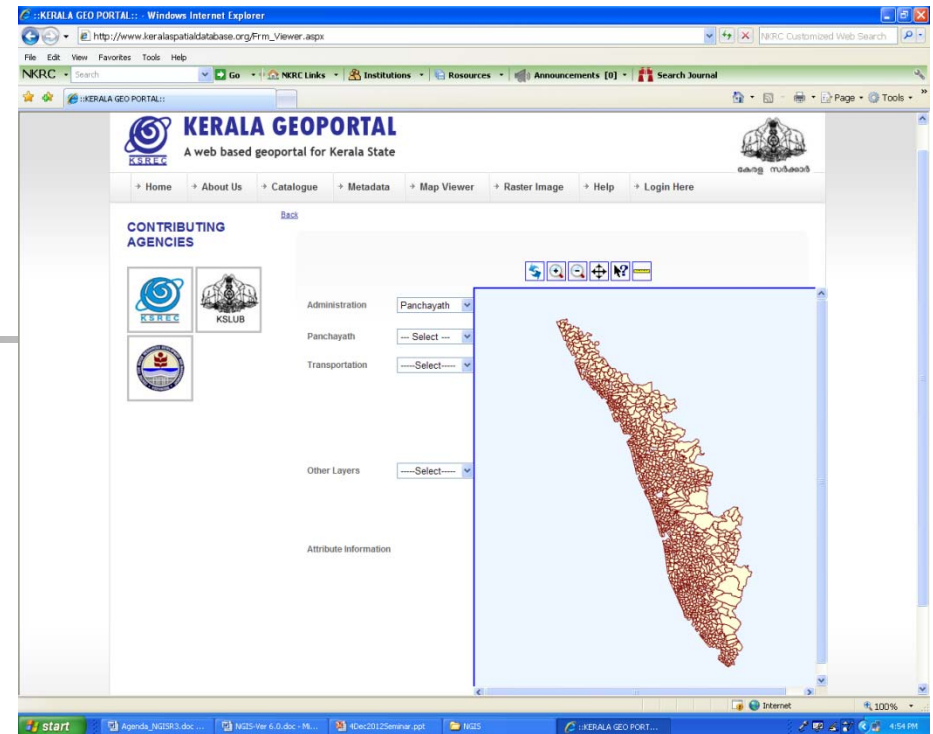 ::KERALA GEO PORTAL:: - Windows Internet Explorer
http://www.keralaspatialdatabase.org/Frm_Viewer.aspx
NKRC Customized Web Search
File Edit View Favorites Tools Help
NKRC Search Go NKRC Links Institutions Rosources Announcements [0] Search Journal
::KERALA GEO PORTAL::
Page Tools
KSREC
KERALA GEOPORTAL
A web based geoportal for Kerala State
കേരള സർക്കാർ
Home About Us Catalogue Metadata Map Viewer Raster Image Help Login Here
Back
CONTRIBUTING
AGENCIES
KSREC
KSLUB
Administration Panchayath
Panchayath --- Select ---
Transportation -----Select-----
Other Layers -----Select-----
Attribute Information
Internet 100%
start Agenda_NGISR3.doc ... NGIS-Ver 6.0.doc - Mi... 4Dec2012Seminar.ppt NGIS ::KERALA GEO PORT... 4:54 PM